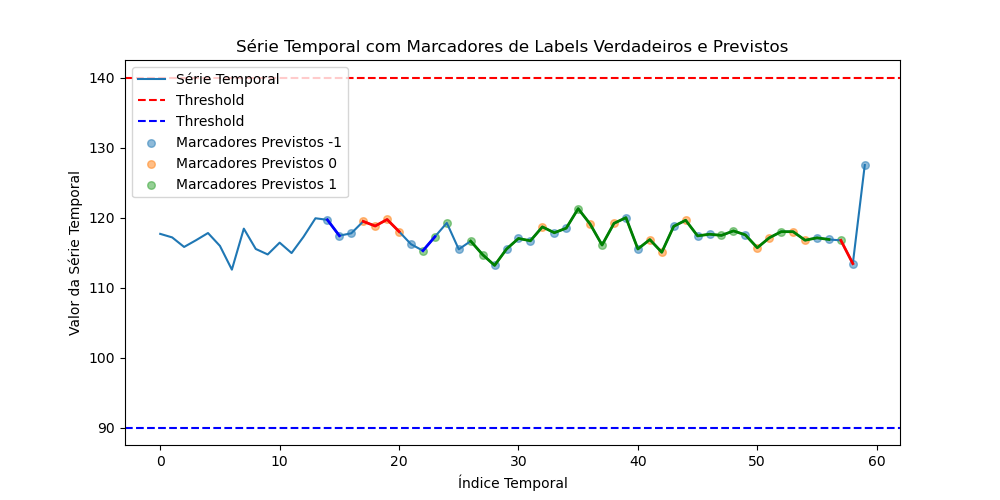 Série Temporal com Marcadores de Labels Verdadeiros e Previstos
Valor da Série Temporal
140
130
120
110
100
90
Série Temporal
Threshold
Threshold
Marcadores Previstos -1
Marcadores Previstos 0
Marcadores Previstos 1
0
10
20
30
40
50
60
Índice Temporal